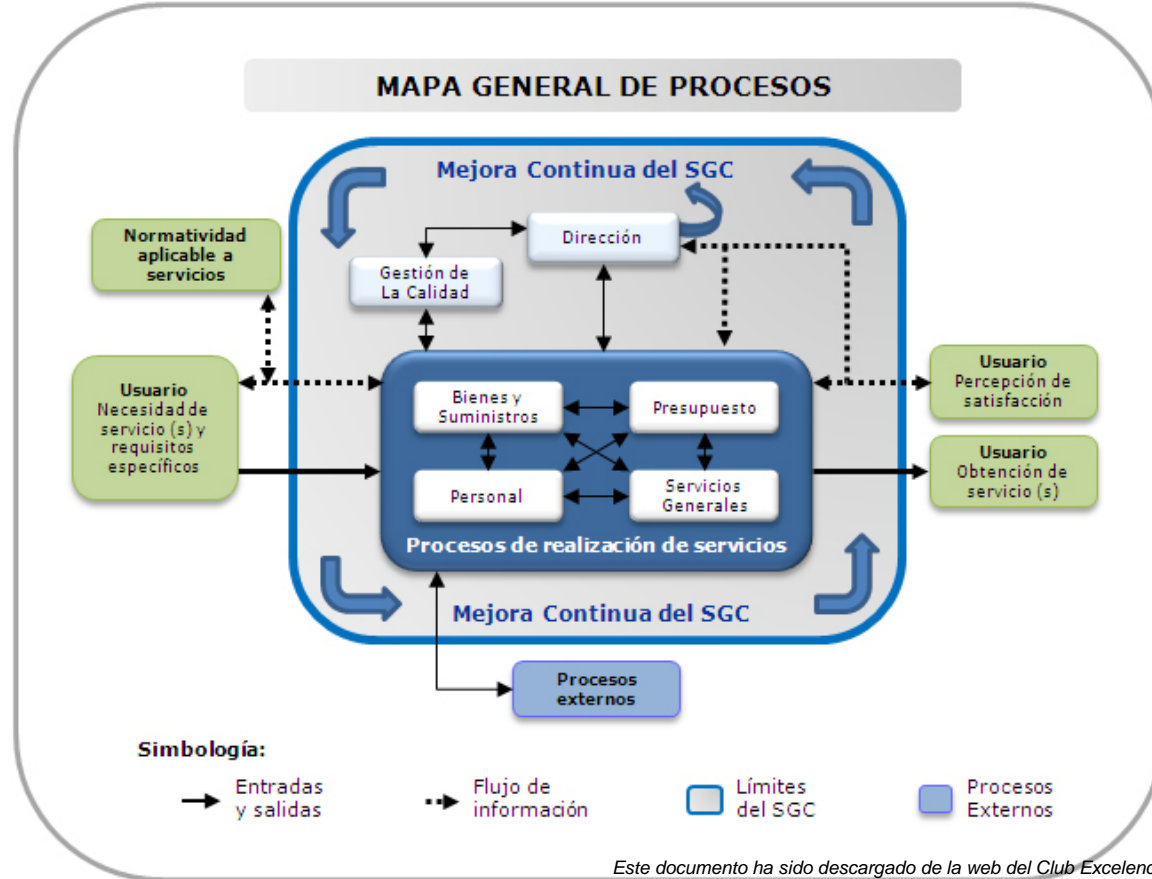 MAPA GENERAL DE PROCESOS
Mejora Continua del SGC
Normatividad
aplicable a
servicios
Dirección
Gestión de
La Calidad
Usuario
Necesidad de
servicio (s) y
requisitos
específicos
Bienes y
Suministros
Presupuesto
Personal
Servicios
Generales
Procesos de realización de servicios
Usuario
Percepción de
satisfacción
Usuario
Obtención de
servicio (s)
Mejora Continua del SGC
Procesos
externos
Simbología:
Entradas
y salidas
Flujo de
información
Límites
del SGC
Procesos
Externos
Este documento ha sido descargado de la web del Club